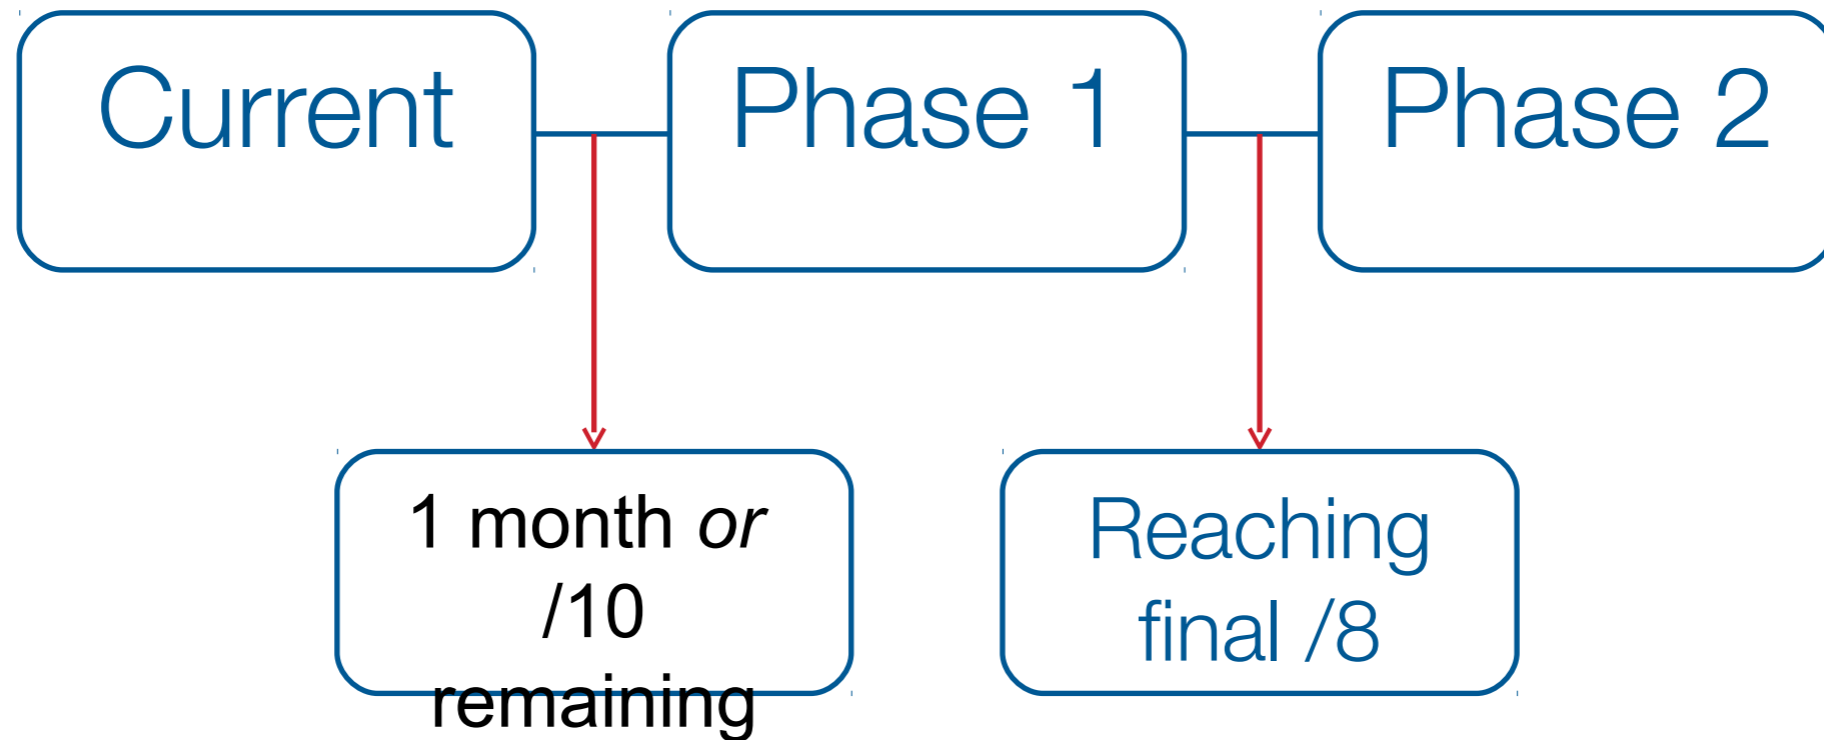 Current
Phase 1
Phase 2
1 month or
/10
remaining
Reaching
final /8